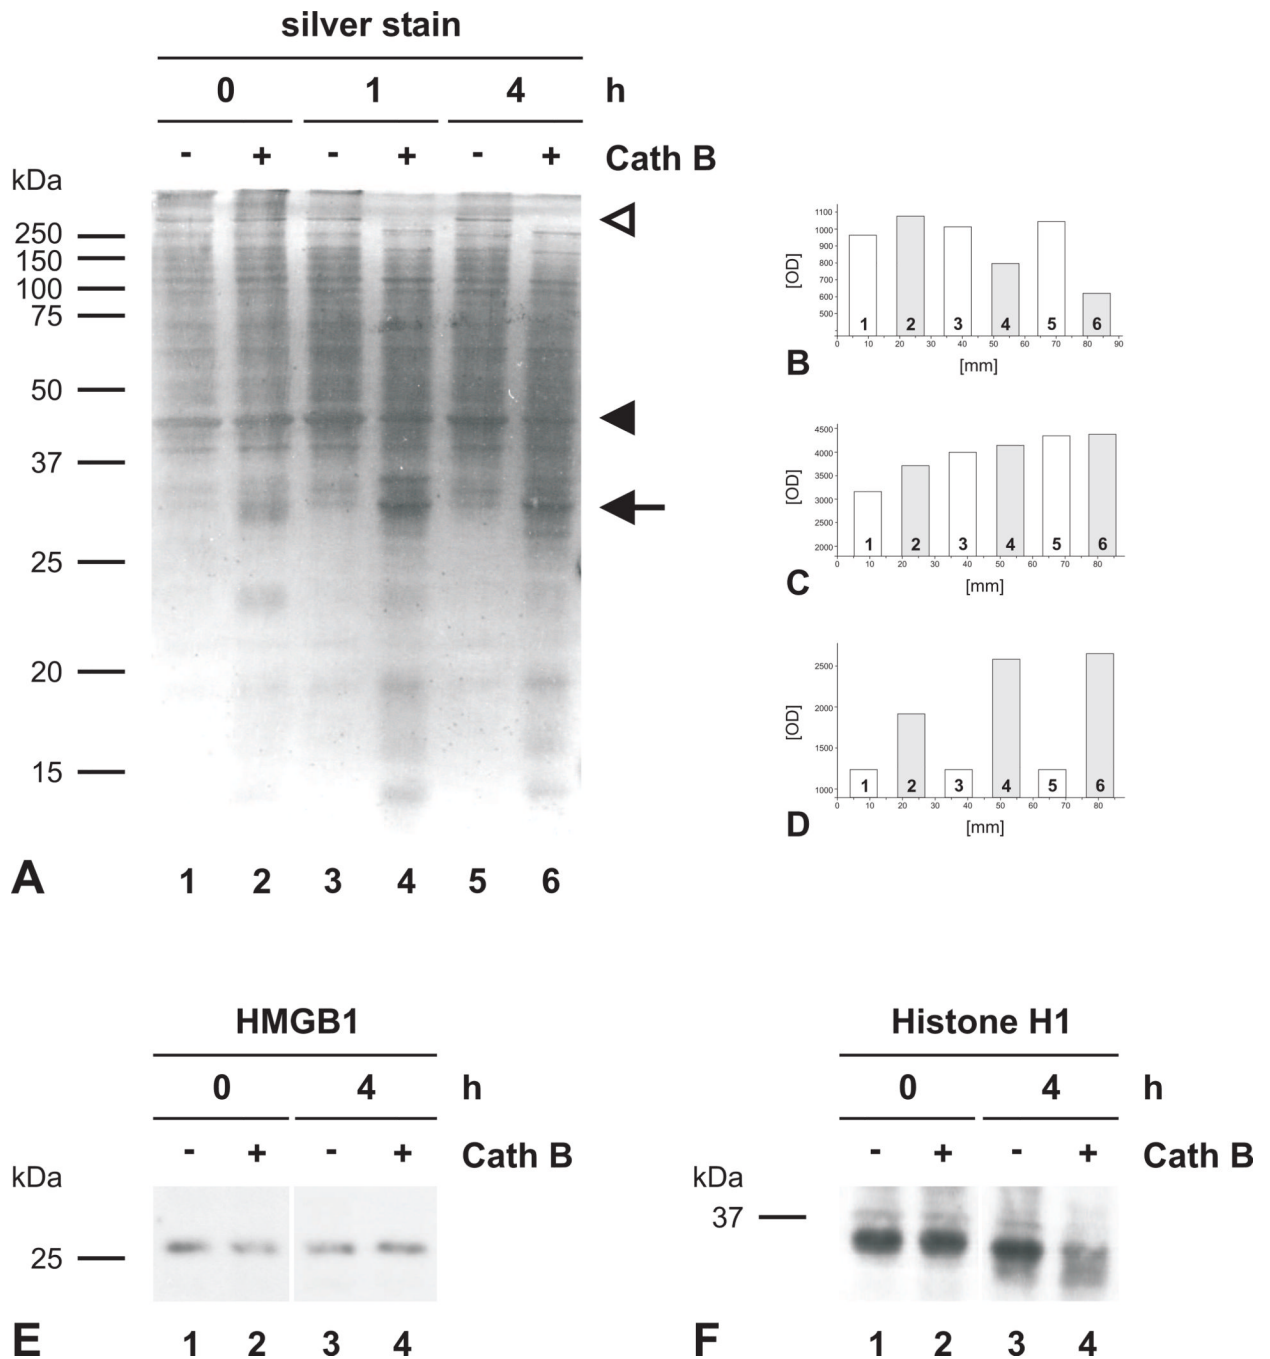 silver stain
0 1 4 h
- + - + - + Cath B
kDa
250
150
100
75
50
37
25
20
15
A 1 2 3 4 5 6
1100
1000
900
800
700
600
500
[OD]
1 2 3 4 5 6
0 10 20 30 40 50 60 70 80 90
[mm]
B
4500
4000
3500
3000
2500
2000
[OD]
1 2 3 4 5 6
0 10 20 30 40 50 60 70 80
[mm]
C
2500
2000
1500
1000
[OD]
1 2 3 4 5 6
0 10 20 30 40 50 60 70 80
[mm]
D
HMGB1
0 4 h
- + - + Cath B
kDa
25
E 1 2 3 4
Histone H1
0 4 h
- + - + Cath B
kDa
37
F 1 2 3 4